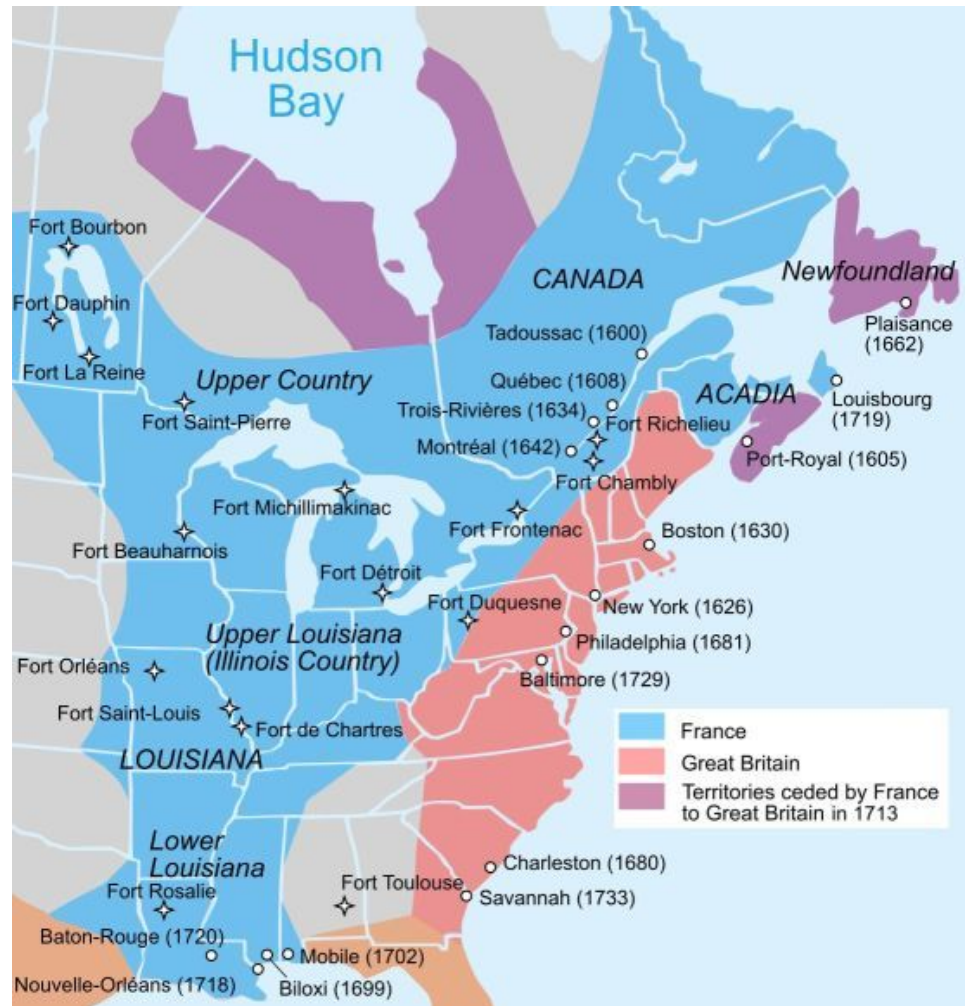 Hudson
Bay
Fort Bourbon
CANADA
Newfoundland
Fort Dauphin
Plaisance
(1662)
Tadoussac (1600)
Fort La Reine
Upper Country
Québec (1608)
ACADIA
Louisbourg
(1719)
Trois-Rivières (1634)
Fort Saint-Pierre
Fort Richelieu
Montréal (1642)
Port-Royal (1605)
Fort Chambly
Fort Michillimakinac
Fort Frontenac
Boston (1630)
Fort Beauharnois
Fort Détroit
Fort Duquesne
New York (1626)
Upper Louisiana
(Illinois Country)
Philadelphia (1681)
Fort Orléans
Baltimore (1729)
Fort Saint-Louis
Fort de Chartres
France
LOUISIANA
Great Britain
Territories ceded by France
to Great Britain in 1713
Lower
Louisiana
Charleston (1680)
Fort Rosalie
Fort Toulouse
Savannah (1733)
Baton-Rouge (1720)
Mobile (1702)
Nouvelle-Orléans (1718)
Biloxi (1699)